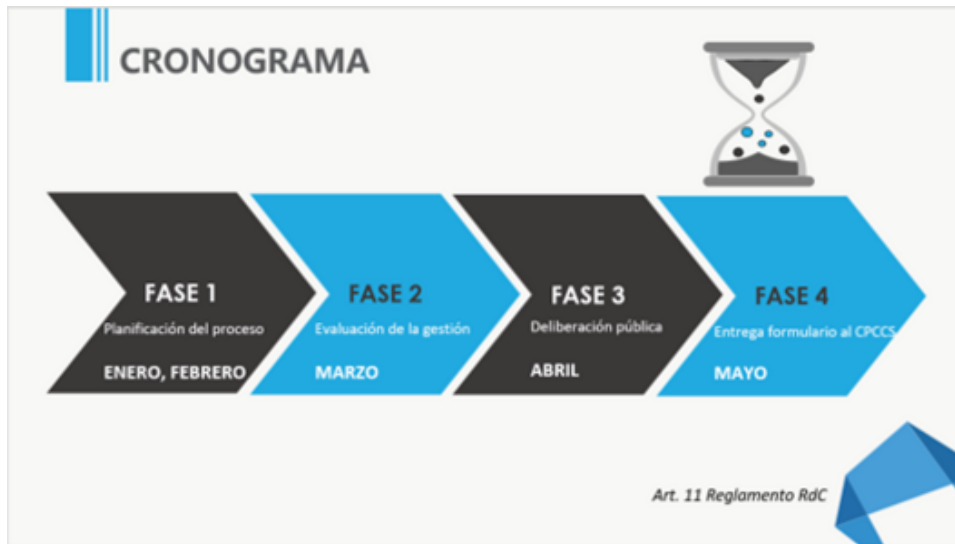 CRONOGRAMA
FASE 1
Planificación del proceso
ENERO, FEBRERO
FASE 2
Evaluación de la gestión
MARZO
FASE 3
Deliberación pública
ABRIL
FASE 4
Entrega formulario al CPCCS
MAYO
Art. 11 Reglamento RdC